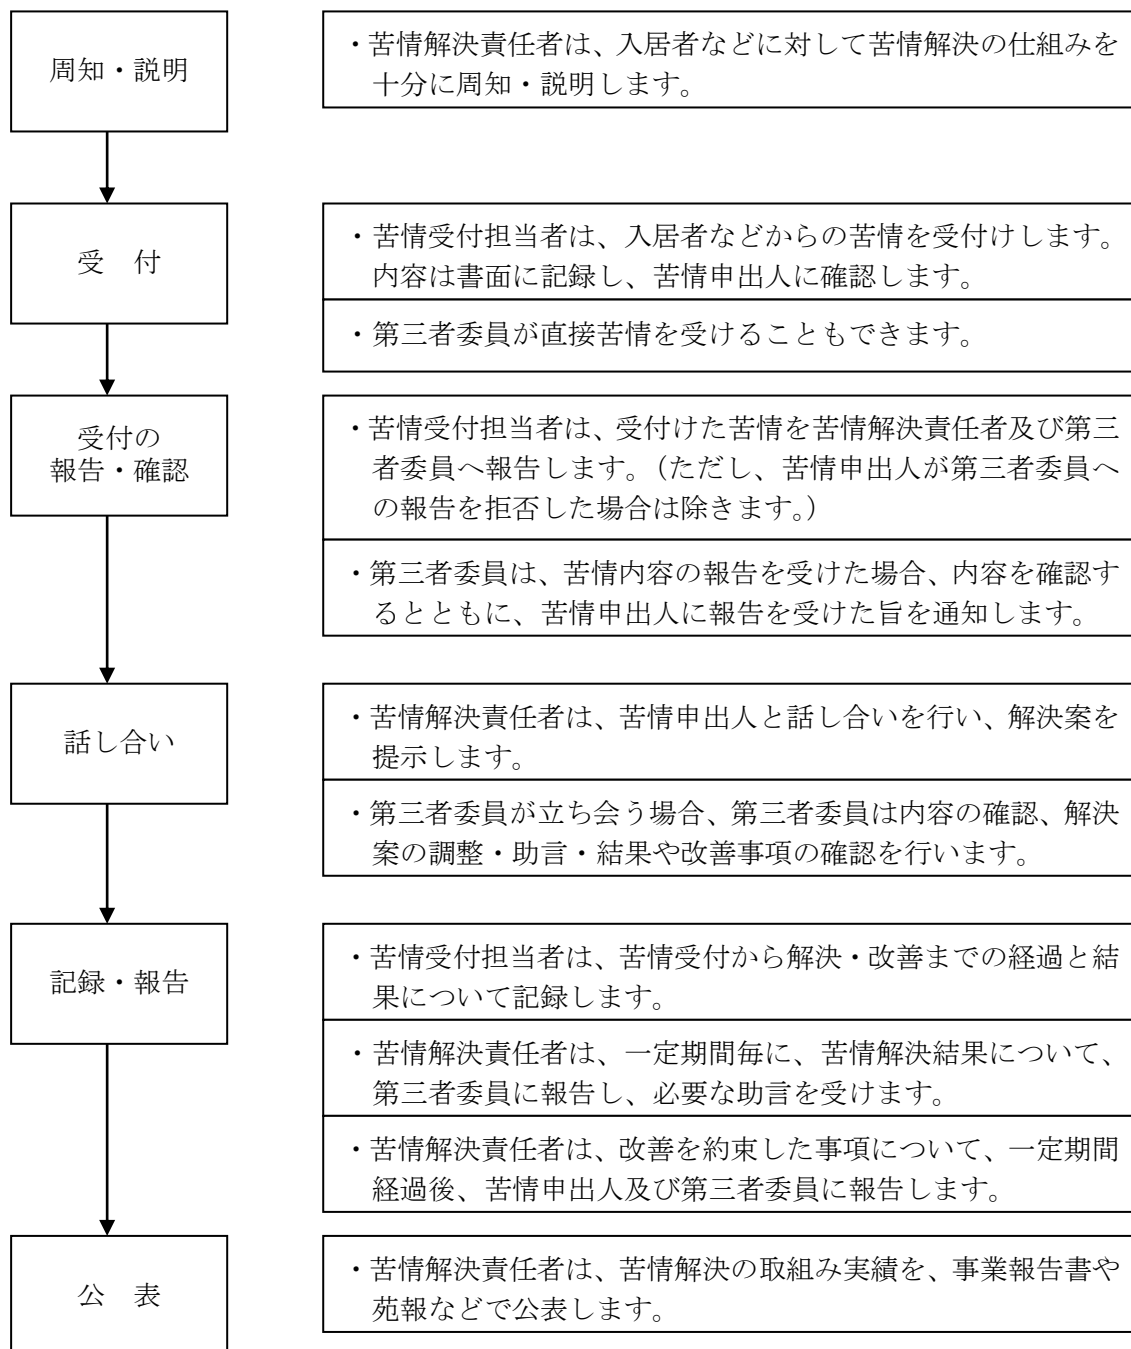 周知・説明
・苦情解決責任者は、入居者などに対して苦情解決の仕組みを
十分に周知・説明します。
受　付
・苦情受付担当者は、入居者などからの苦情を受付けします。
内容は書面に記録し、苦情申出人に確認します。
・第三者委員が直接苦情を受けることもできます。
受付の
報告・確認
・苦情受付担当者は、受付けた苦情を苦情解決責任者及び第三
者委員へ報告します。（ただし、苦情申出人が第三者委員へ
の報告を拒否した場合は除きます。）
・第三者委員は、苦情内容の報告を受けた場合、内容を確認す
るとともに、苦情申出人に報告を受けた旨を通知します。
話し合い
・苦情解決責任者は、苦情申出人と話し合いを行い、解決案を
提示します。
・第三者委員が立ち会う場合、第三者委員は内容の確認、解決
案の調整・助言・結果や改善事項の確認を行います。
記録・報告
・苦情受付担当者は、苦情受付から解決・改善までの経過と結
果について記録します。
・苦情解決責任者は、一定期間毎に、苦情解決結果について、
第三者委員に報告し、必要な助言を受けます。
・苦情解決責任者は、改善を約束した事項について、一定期間
経過後、苦情申出人及び第三者委員に報告します。
公　表
・苦情解決責任者は、苦情解決の取組み実績を、事業報告書や
苑報などで公表します。